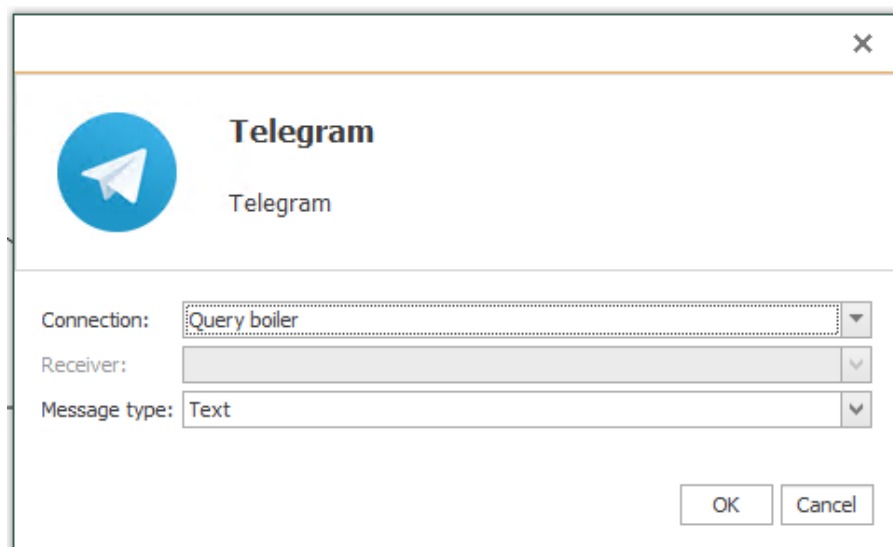 Telegram
Telegram
Connection: Query boiler
Receiver:
Message type: Text
OK Cancel